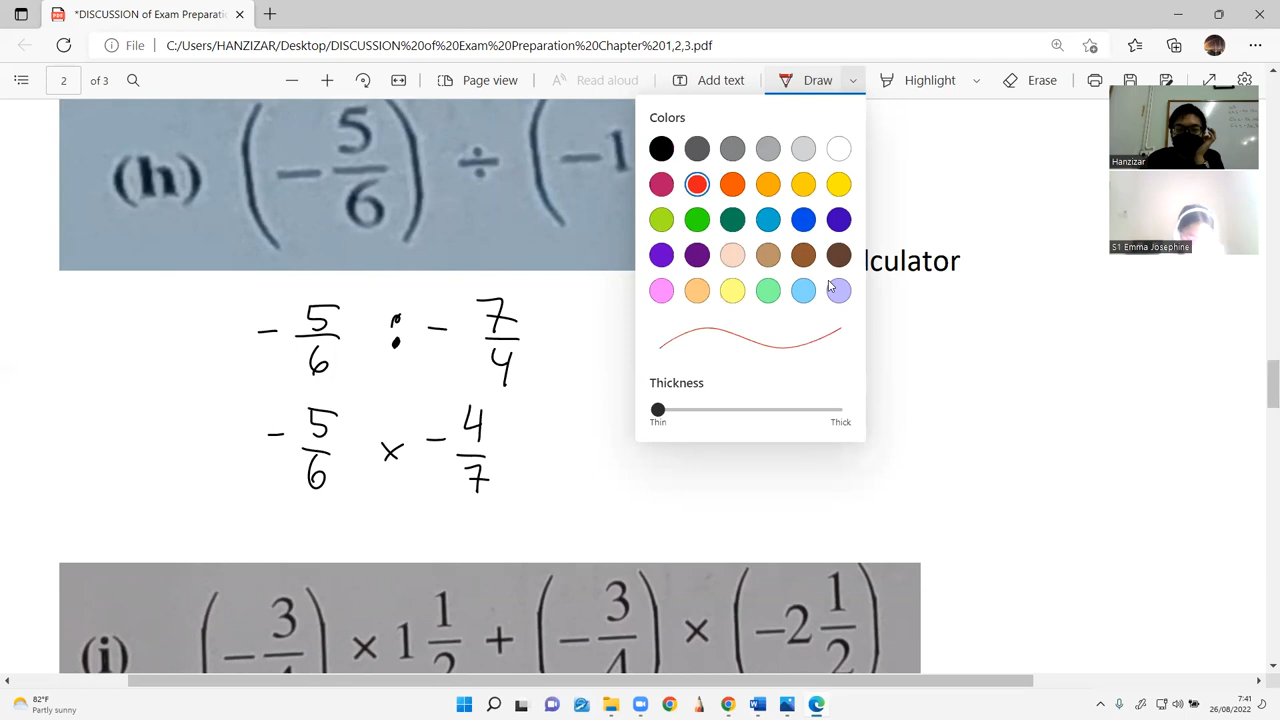 *DISCUSSION of Exam Preparati
File C:/Users/HANZIZAR/Desktop/DISCUSSION%20of%20Exam%20Preparation%20Chapter%201,2,3.pdf
2 of 3 Page view Read aloud Add text Draw Highlight Erase
Colors
Hanzizar
S1 Emma Josephine
(h) (−5/6) ÷ (−1
lculator
− 5/6 : − 7/4
Thickness
Thin Thick
− 5/6 × − 4/7
(i) (−3/4) × 1 1/2 + (−3/4) × (−2 1/2)
82°F
Partly sunny
7:41
26/08/2022